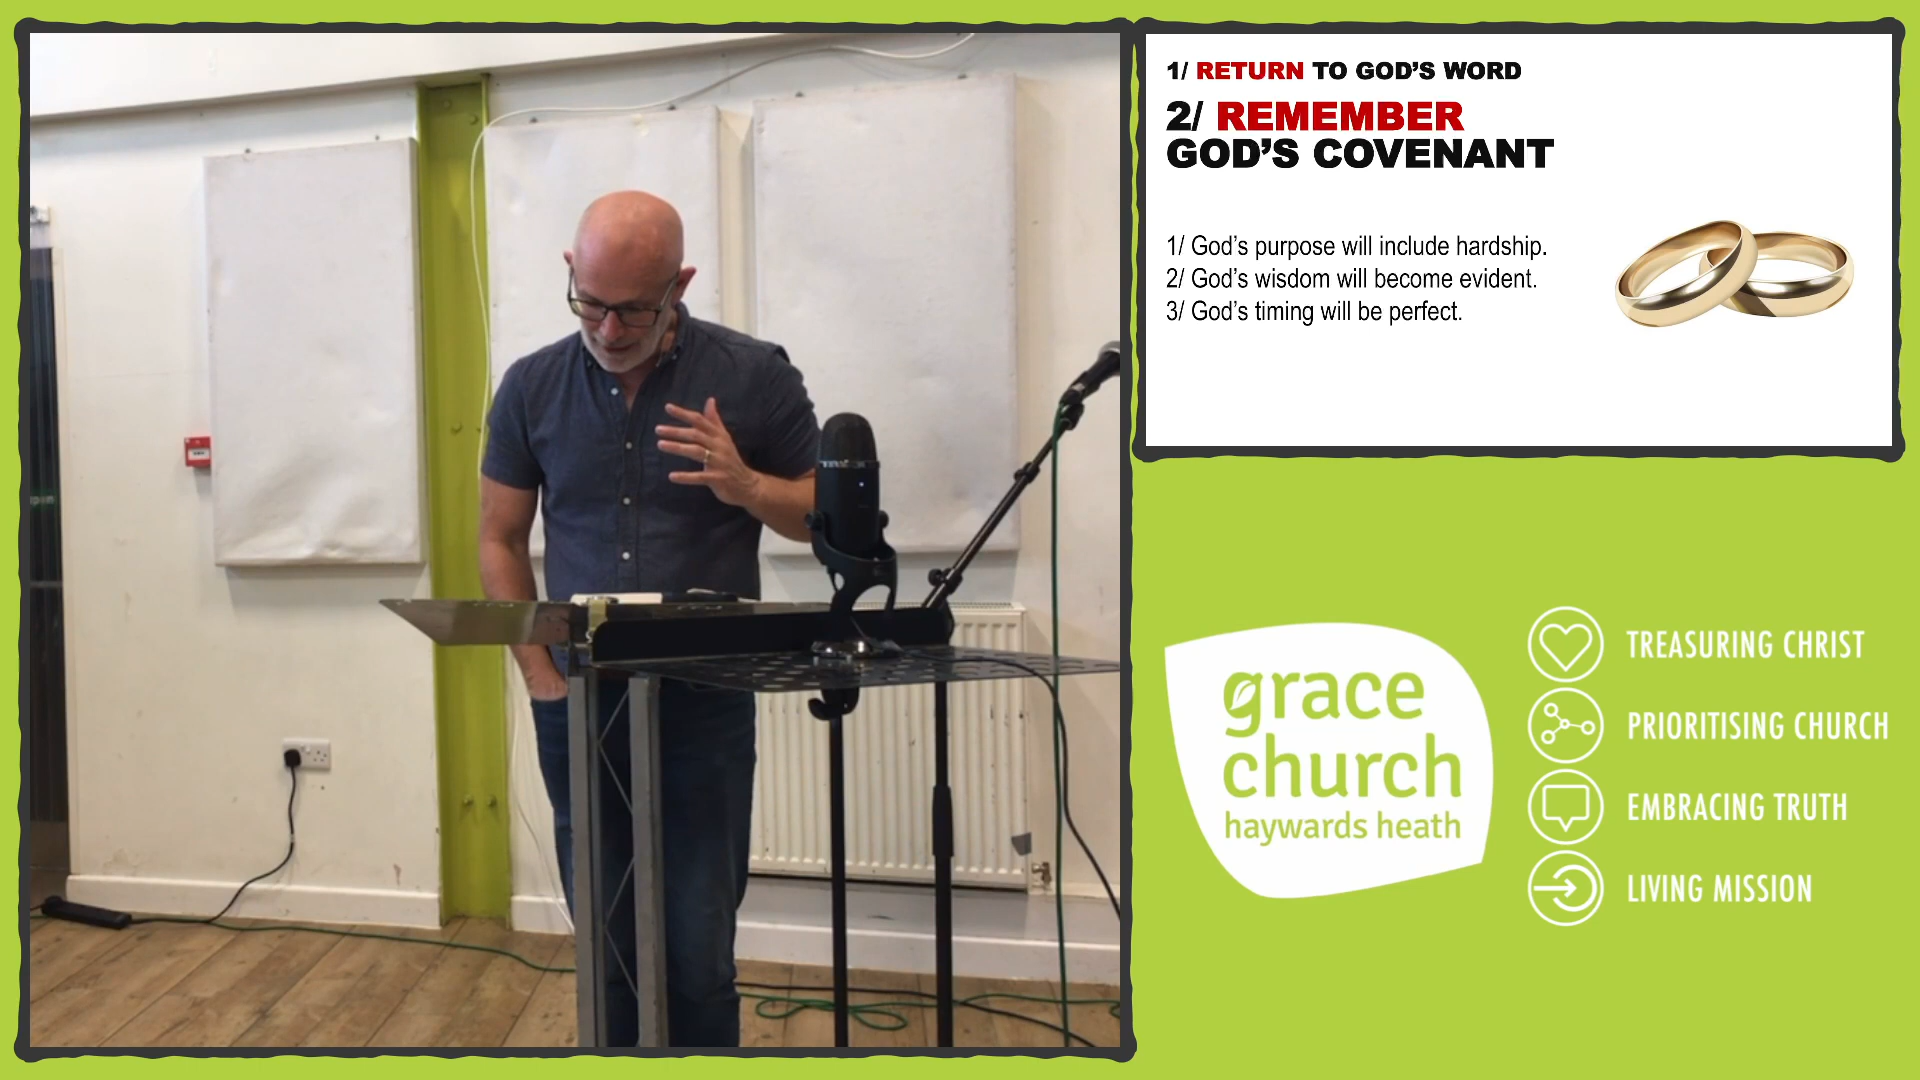 1/ RETURN TO GOD'S WORD
2/ REMEMBER
GOD'S COVENANT
1/ God's purpose will include hardship.
2/ God's wisdom will become evident.
3/ God's timing will be perfect.
grace
church
haywards heath
TREASURING CHRIST
PRIORITISING CHURCH
EMBRACING TRUTH
LIVING MISSION